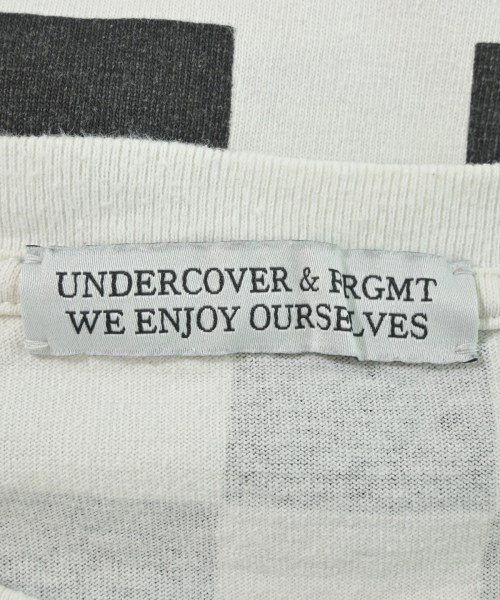 UNDERCOVER & FRGMT
WE ENJOY OURSELVES